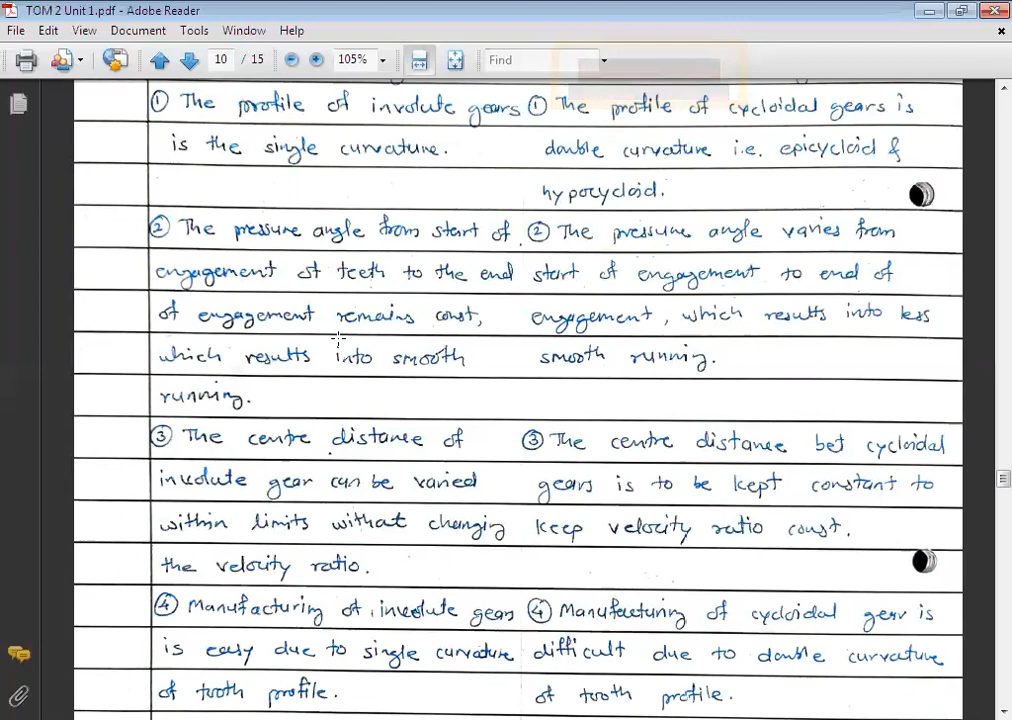 TOM 2 Unit 1.pdf - Adobe Reader
File Edit View Document Tools Window Help
10 / 15 105% Find
① The profile of involute gears
is the single curvature.
② The pressure angle from start of
engagement of teeth to the end
of engagement remains const,
which results into smooth
running.
③ The centre distance of
involute gear can be varied
within limits without changing
the velocity ratio.
④ Manufacturing of involute gears
is easy due to single curvature
of tooth profile.
① The profile of cycloidal gears is
double curvature i.e. epicycloid &
hypocycloid.
② The pressure angle varies from
start of engagement to end of
engagement, which results into less
smooth running.
③ The centre distance bet cycloidal
gears is to be kept constant to
keep velocity ratio const.
④ Manufacturing of cycloidal gear is
difficult due to double curvature
of tooth profile.